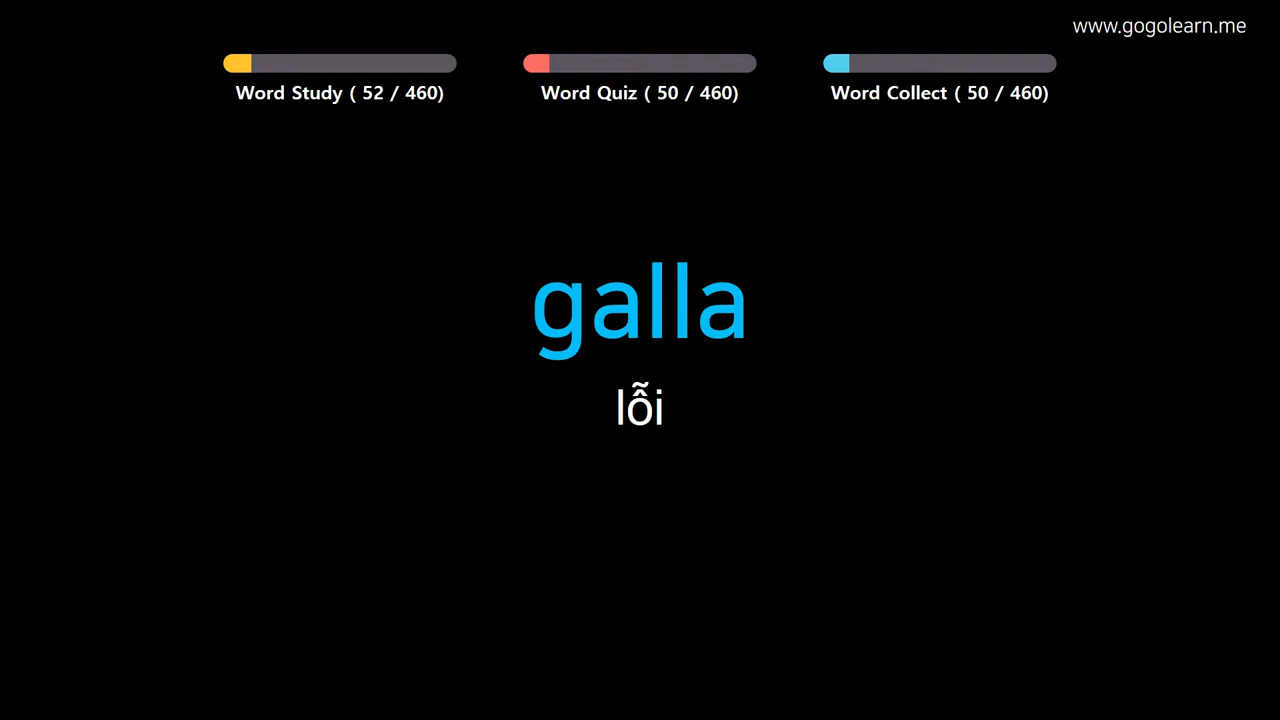 www.gogolearn.me
Word Study ( 52 / 460)
Word Quiz ( 50 / 460)
Word Collect ( 50 / 460)
galla
lỗi